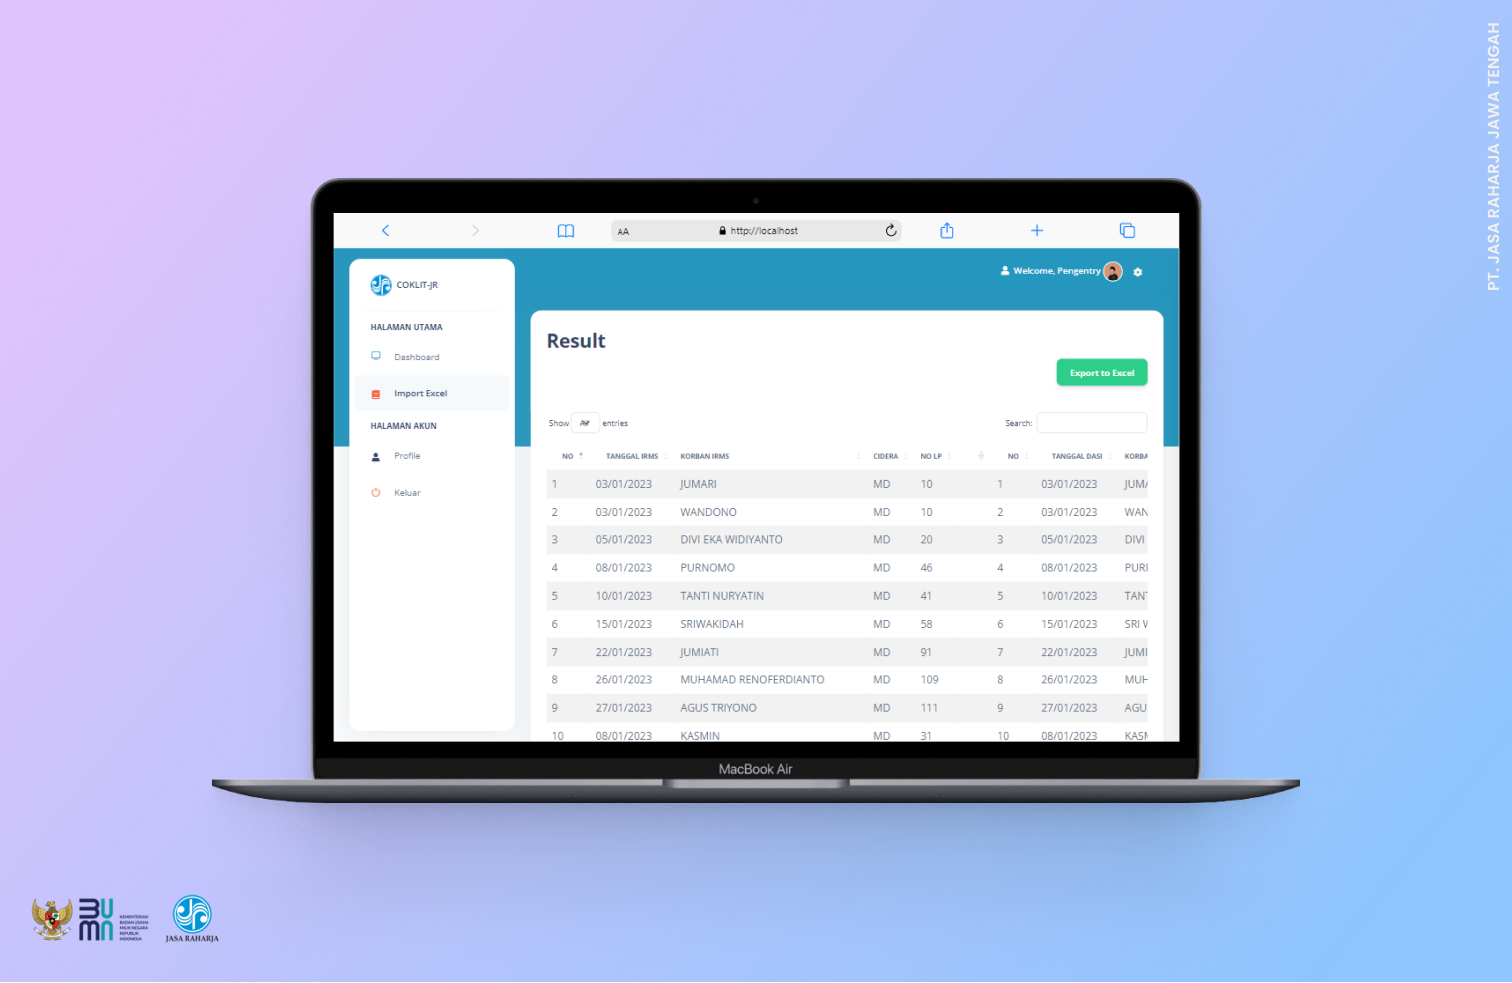 PT. JASA RAHARJA JAWA TENGAH
AA http://localhost
Welcome, Pengentry
COKLIT-JR
HALAMAN UTAMA
Dashboard
Import Excel
HALAMAN AKUN
Profile
Keluar
Result
Export to Excel
Show All entries
Search:
NO TANGGAL IRMS KORBAN IRMS CIDERA NO LP NO TANGGAL DASI KORBA
1 03/01/2023 JUMARI MD 10 1 03/01/2023 JUMA
2 03/01/2023 WANDONO MD 10 2 03/01/2023 WAN
3 05/01/2023 DIVI EKA WIDIYANTO MD 20 3 05/01/2023 DIVI
4 08/01/2023 PURNOMO MD 46 4 08/01/2023 PURI
5 10/01/2023 TANTI NURYATIN MD 41 5 10/01/2023 TANT
6 15/01/2023 SRIWAKIDAH MD 58 6 15/01/2023 SRI W
7 22/01/2023 JUMIATI MD 91 7 22/01/2023 JUMI
8 26/01/2023 MUHAMAD RENOFERDIANTO MD 109 8 26/01/2023 MUH
9 27/01/2023 AGUS TRIYONO MD 111 9 27/01/2023 AGU
10 08/01/2023 KASMIN MD 31 10 08/01/2023 KASM
MacBook Air
BUMN
KEMENTERIAN
BADAN USAHA
MILIK NEGARA
REPUBLIK
INDONESIA
JASA RAHARJA